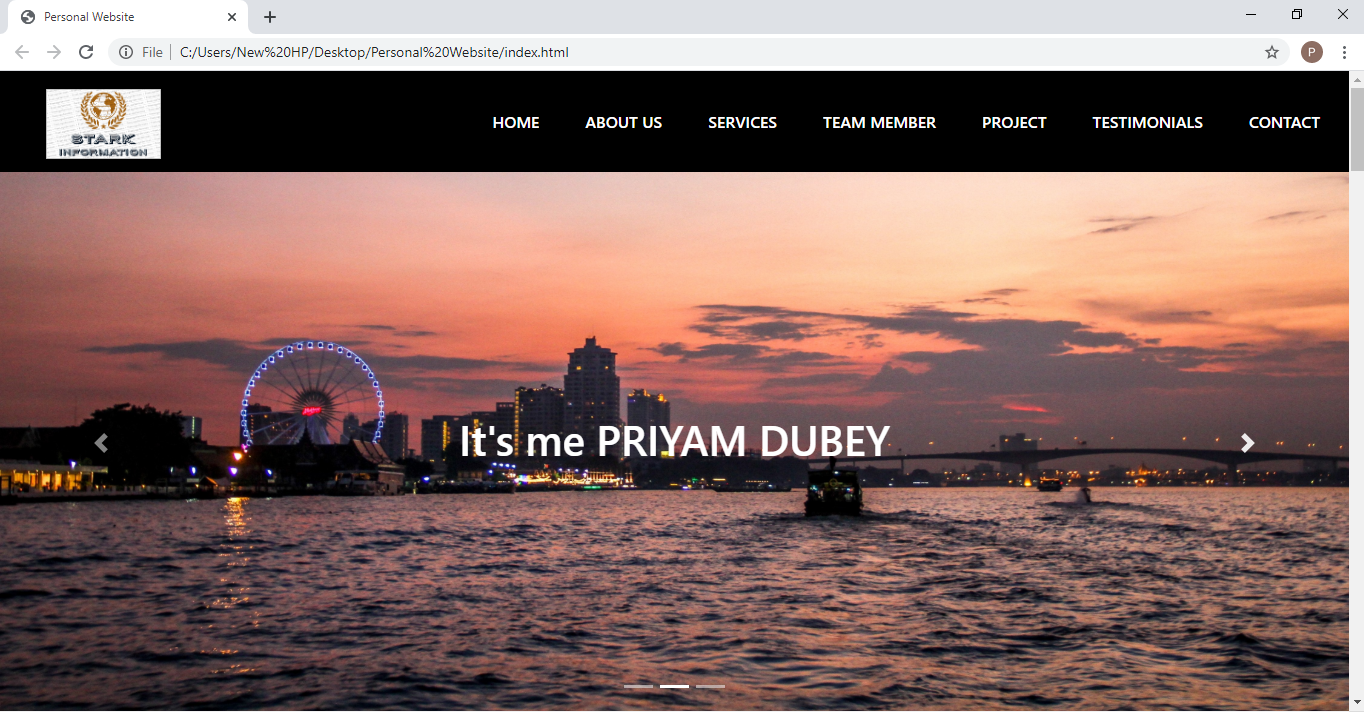 Personal Website
File C:/Users/New%20HP/Desktop/Personal%20Website/index.html
P
STARK
INFORMATION
HOME ABOUT US SERVICES TEAM MEMBER PROJECT TESTIMONIALS CONTACT
It's me PRIYAM DUBEY